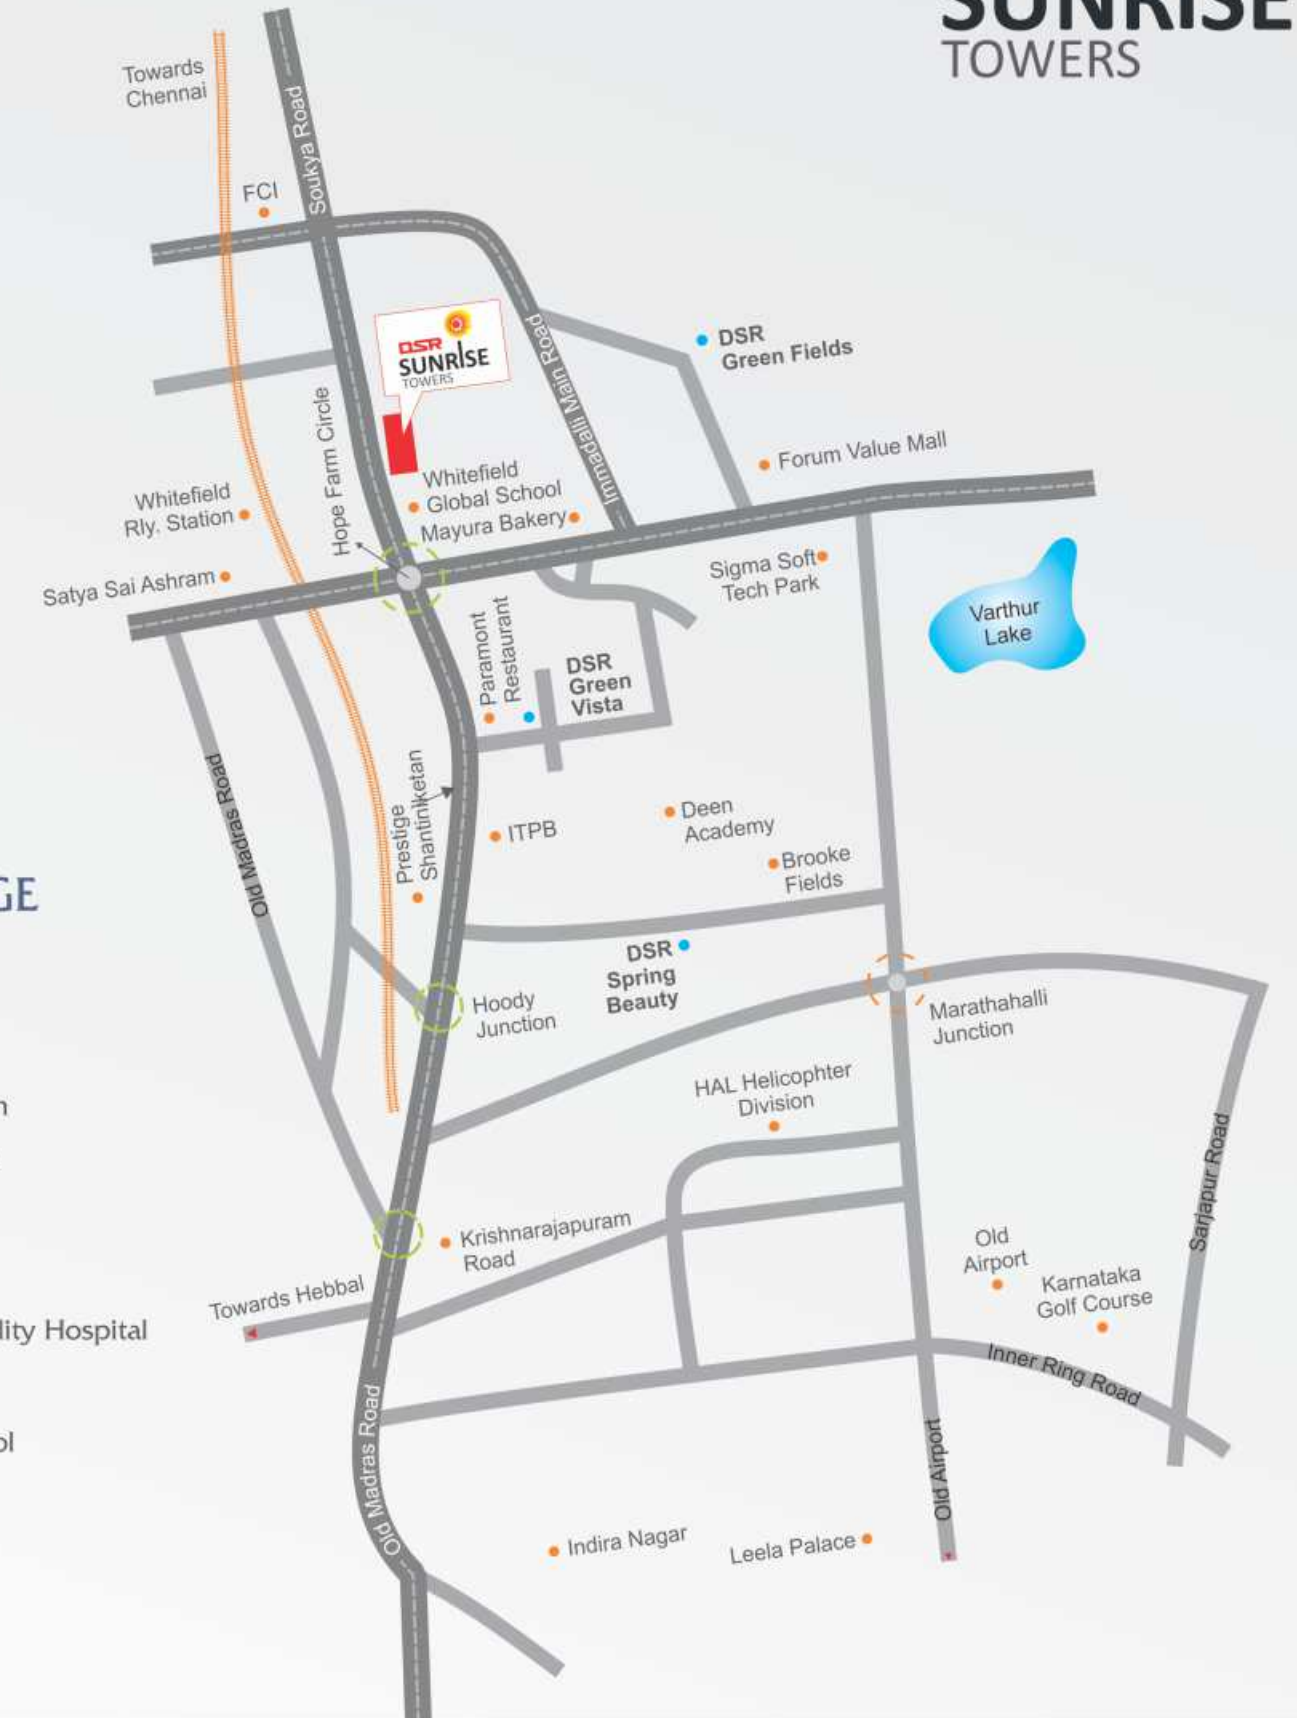 SUNRISE
TOWERS
Towards
Chennai
Soukya Road
FCI
DSR
SUNRISE
TOWERS
Immadalli Main Road
DSR
Green Fields
Hope Farm Circle
Forum Value Mall
Whitefield
Global School
Mayura Bakery
Whitefield
Rly. Station
Satya Sai Ashram
Sigma Soft
Tech Park
Varthur
Lake
Paramont
Restaurant
DSR
Green
Vista
Old Madras Road
Prestige
Shantiniketan
ITPB
Deen
Academy
Brooke
Fields
GE
DSR
Spring
Beauty
Hoody
Junction
Marathahalli
Junction
HAL Helicophter
Division
Sarjapur Road
Krishnarajapuram
Road
Old
Airport
Karnataka
Golf Course
Towards Hebbal
lity Hospital
Inner Ring Road
Old Madras Road
ol
Old Airport
Indira Nagar
Leela Palace